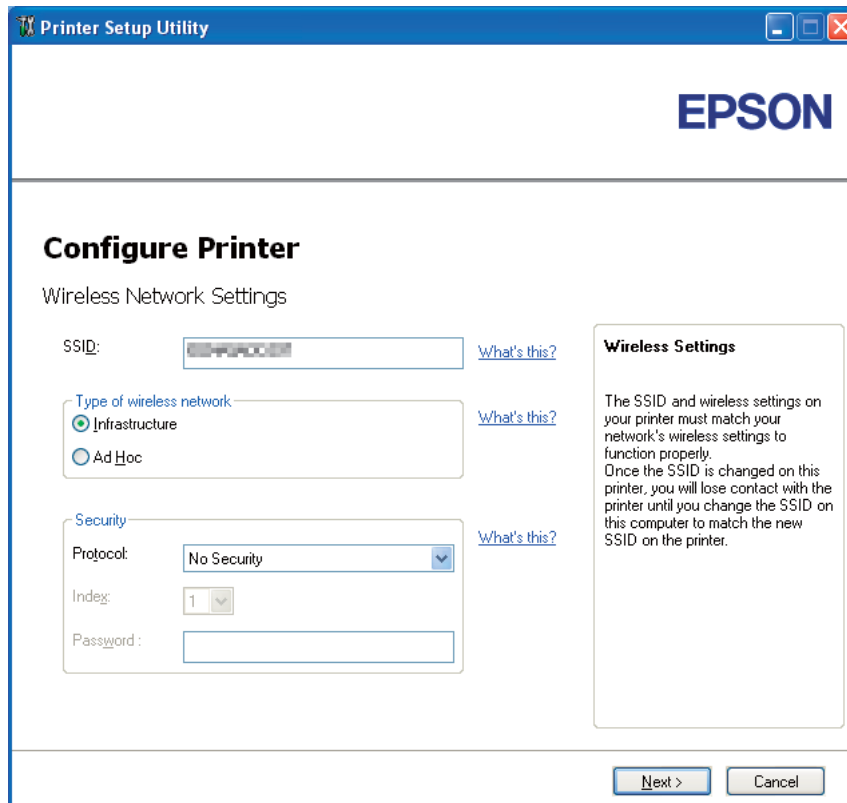 Printer Setup Utility
EPSON
Configure Printer
Wireless Network Settings
SSID:
What's this?
Type of wireless network
Infrastructure
Ad Hoc
What's this?
Security
Protocol:
No Security
What's this?
Index:
1
Password :
Wireless Settings
The SSID and wireless settings on
your printer must match your
network's wireless settings to
function properly.
Once the SSID is changed on this
printer, you will lose contact with the
printer until you change the SSID on
this computer to match the new
SSID on the printer.
Next >
Cancel